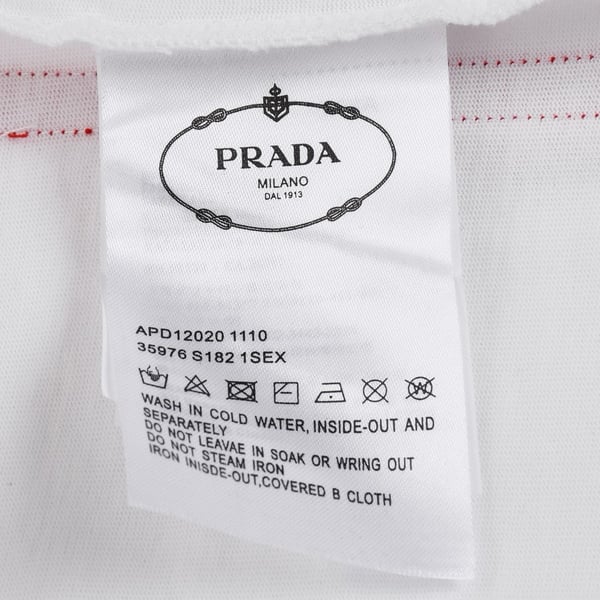 PRADA
MILANO
DAL 1913
APD12020 1110
35976 S182 1SEX
WASH IN COLD WATER, INSIDE-OUT AND
SEPARATELY
DO NOT LEAVAE IN SOAK OR WRING OUT
DO NOT STEAM IRON
IRON INISDE-OUT,COVERED B CLOTH